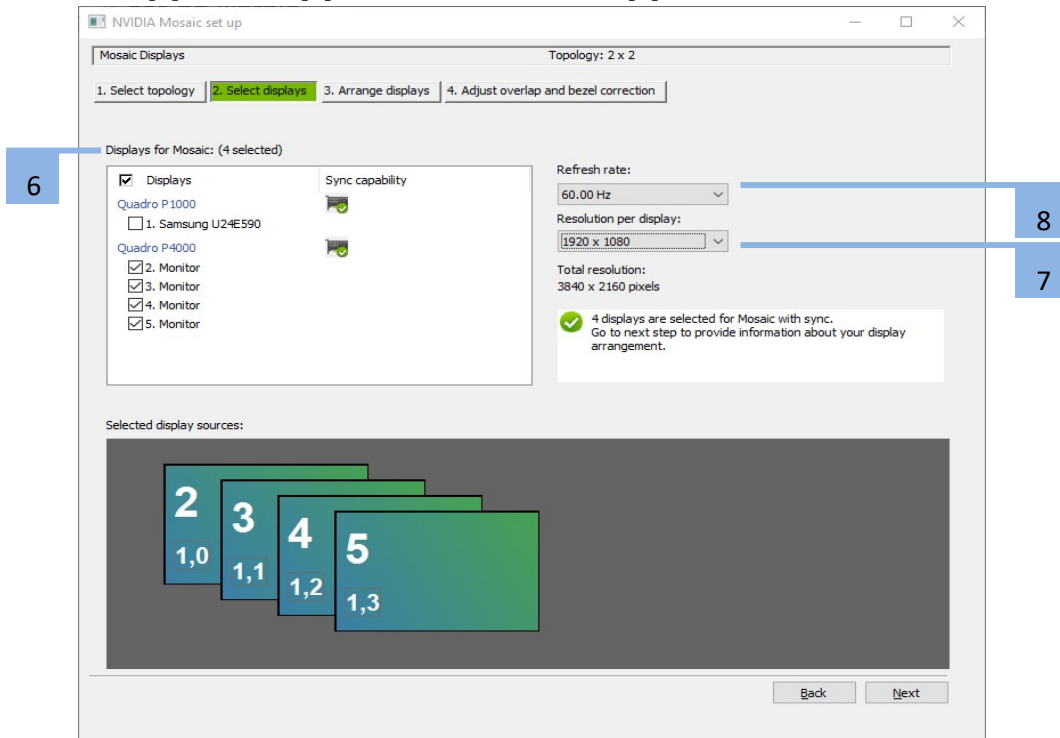 NVIDIA Mosaic set up
Mosaic Displays Topology: 2 x 2
1. Select topology 2. Select displays 3. Arrange displays 4. Adjust overlap and bezel correction
Displays for Mosaic: (4 selected)
6
Displays Sync capability
Quadro P1000
1. Samsung U24E590
Quadro P4000
2. Monitor
3. Monitor
4. Monitor
5. Monitor
Refresh rate:
60.00 Hz
8
Resolution per display:
1920 x 1080
7
Total resolution:
3840 x 2160 pixels
4 displays are selected for Mosaic with sync.
Go to next step to provide information about your display
arrangement.
Selected display sources:
2
1,0
3
1,1
4
1,2
5
1,3
Back Next